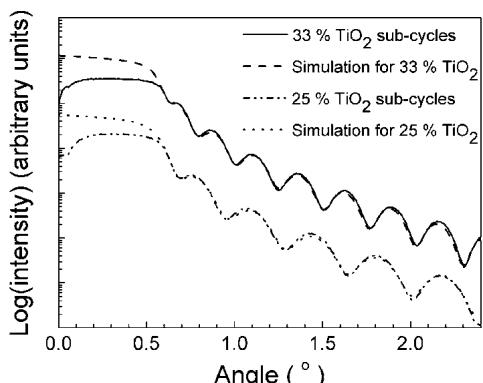 Log(intensity) (arbitrary units)
33 % TiO2 sub-cycles
Simulation for 33 % TiO2
25 % TiO2 sub-cycles
Simulation for 25 % TiO2
0.0 0.5 1.0 1.5 2.0
Angle (°)